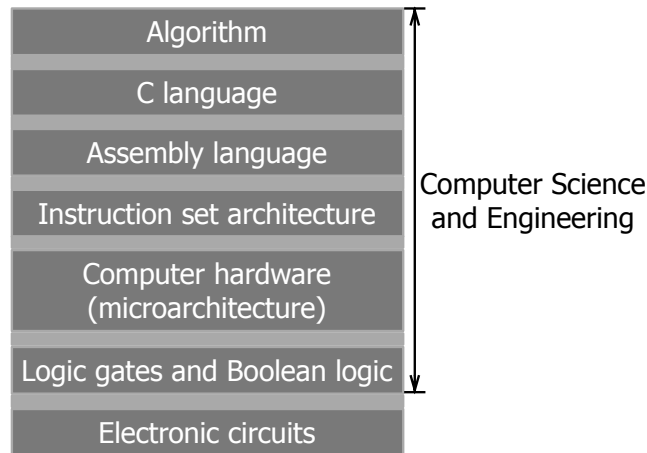 Algorithm
C language
Assembly language
Instruction set architecture
Computer hardware
(microarchitecture)
Logic gates and Boolean logic
Electronic circuits
Computer Science
and Engineering